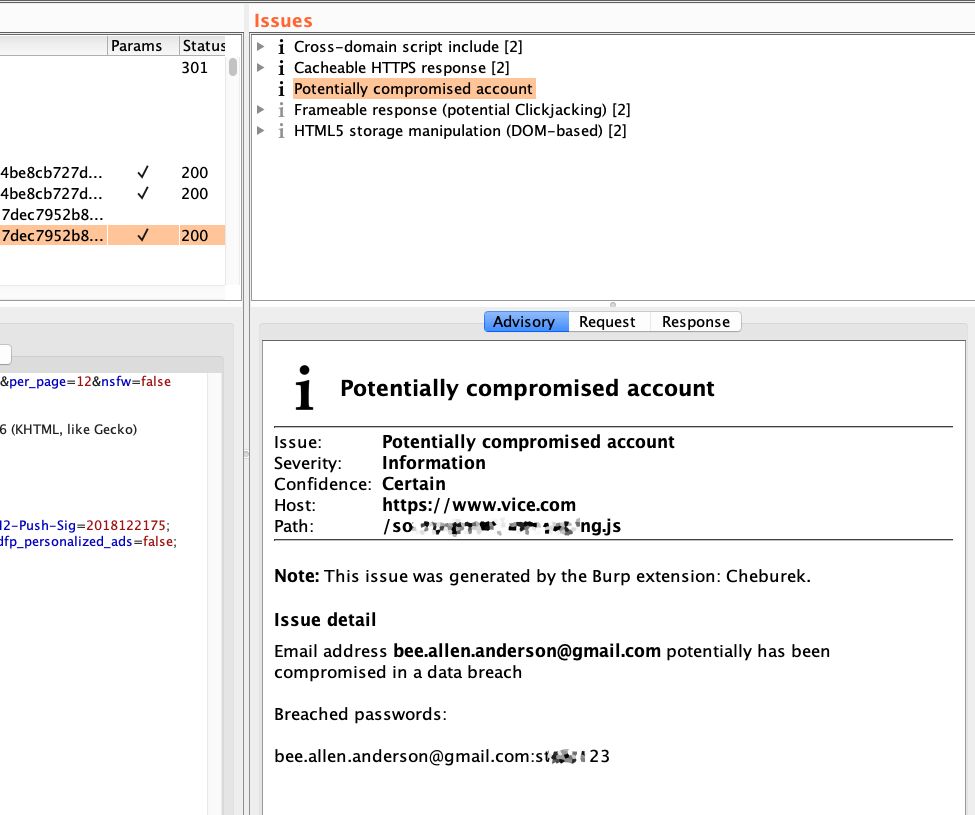 Issues
Params Status
301
4be8cb727d... ✓ 200
4be8cb727d... ✓ 200
7dec7952b8...
7dec7952b8... ✓ 200
Cross-domain script include [2]
Cacheable HTTPS response [2]
Potentially compromised account
Frameable response (potential Clickjacking) [2]
HTML5 storage manipulation (DOM-based) [2]
&per_page=12&nsfw=false
6 (KHTML, like Gecko)
I2-Push-Sig=2018122175;
dfp_personalized_ads=false;
Advisory Request Response
Potentially compromised account
Issue: Potentially compromised account
Severity: Information
Confidence: Certain
Host: https://www.vice.com
Path: /so ng.js
Note: This issue was generated by the Burp extension: Cheburek.
Issue detail
Email address bee.allen.anderson@gmail.com potentially has been
compromised in a data breach
Breached passwords:
bee.allen.anderson@gmail.com:st 23